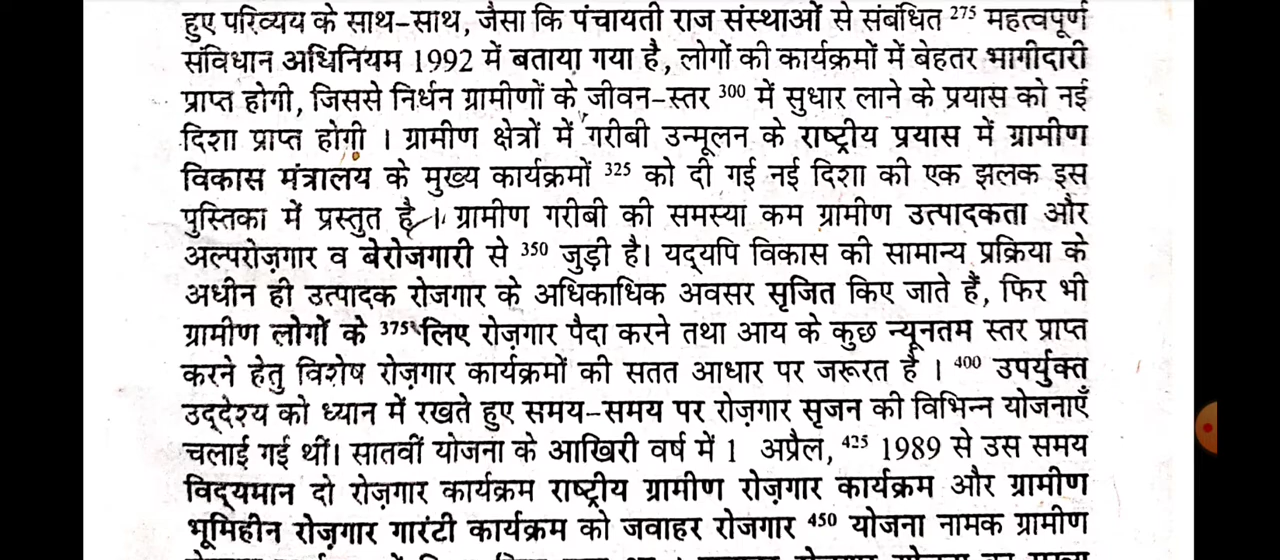 हुए परिव्यय के साथ-साथ, जैसा कि पंचायती राज संस्थाओं से संबंधित 275 महत्वपूर्ण
संविधान अधिनियम 1992 में बताया गया है, लोगों की कार्यक्रमों में बेहतर भागीदारी
प्राप्त होगी, जिससे निर्धन ग्रामीणों के जीवन-स्तर 300 में सुधार लाने के प्रयास को नई
दिशा प्राप्त होगी । ग्रामीण क्षेत्रों में गरीबी उन्मूलन के राष्ट्रीय प्रयास में ग्रामीण
विकास मंत्रालय के मुख्य कार्यक्रमों 325 को दी गई नई दिशा की एक झलक इस
पुस्तिका में प्रस्तुत है । ग्रामीण गरीबी की समस्या कम ग्रामीण उत्पादकता और
अल्परोज़गार व बेरोजगारी से 350 जुड़ी है। यद्यपि विकास की सामान्य प्रक्रिया के
अधीन ही उत्पादक रोजगार के अधिकाधिक अवसर सृजित किए जाते हैं, फिर भी
ग्रामीण लोगों के 375 लिए रोज़गार पैदा करने तथा आय के कुछ न्यूनतम स्तर प्राप्त
करने हेतु विशेष रोज़गार कार्यक्रमों की सतत आधार पर जरूरत है । 400 उपर्युक्त
उद्देश्य को ध्यान में रखते हुए समय-समय पर रोज़गार सृजन की विभिन्न योजनाएँ
चलाई गई थीं। सातवीं योजना के आखिरी वर्ष में 1 अप्रैल, 425 1989 से उस समय
विद्यमान दो रोज़गार कार्यक्रम राष्ट्रीय ग्रामीण रोज़गार कार्यक्रम और ग्रामीण
भूमिहीन रोज़गार गारंटी कार्यक्रम को जवाहर रोजगार 450 योजना नामक ग्रामीण